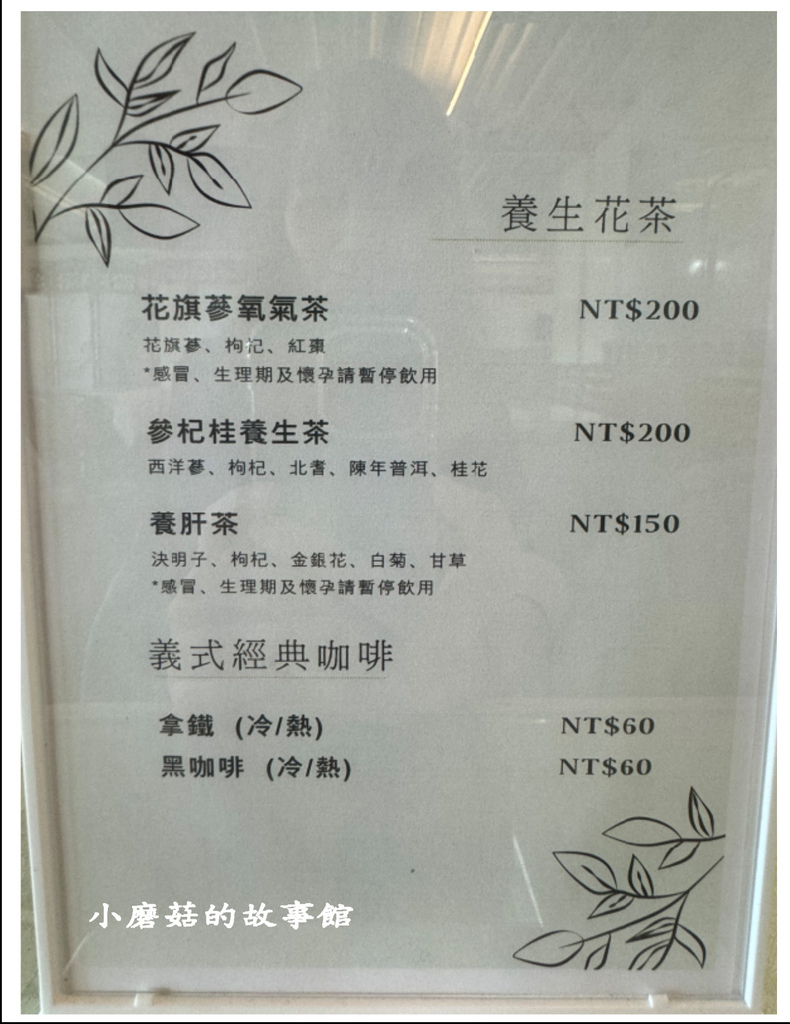 養生花茶
花旗蔘氧氣茶 NT$200
花旗蔘、枸杞、紅棗
*感冒、生理期及懷孕請暫停飲用
參杞桂養生茶 NT$200
西洋蔘、枸杞、北耆、陳年普洱、桂花
養肝茶 NT$150
決明子、枸杞、金銀花、白菊、甘草
*感冒、生理期及懷孕請暫停飲用
義式經典咖啡
拿鐵 (冷/熱) NT$60
黑咖啡 (冷/熱) NT$60
小磨菇的故事館